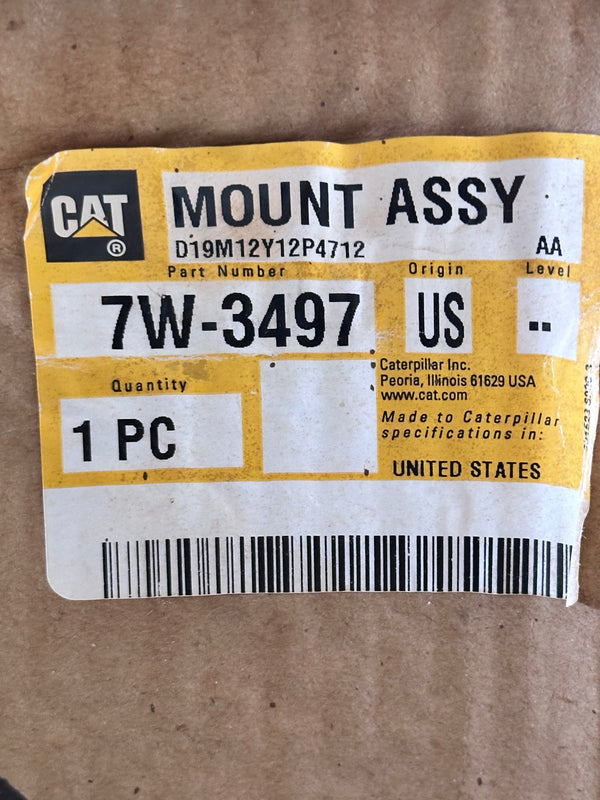 CAT®
MOUNT ASSY
D19M12Y12P4712
AA
Part Number
Origin
Level
7W-3497
US
--
Quantity
1 PC
Caterpillar Inc.
Peoria, Illinois 61629 USA
www.cat.com
Made to Caterpillar
specifications in:
UNITED STATES